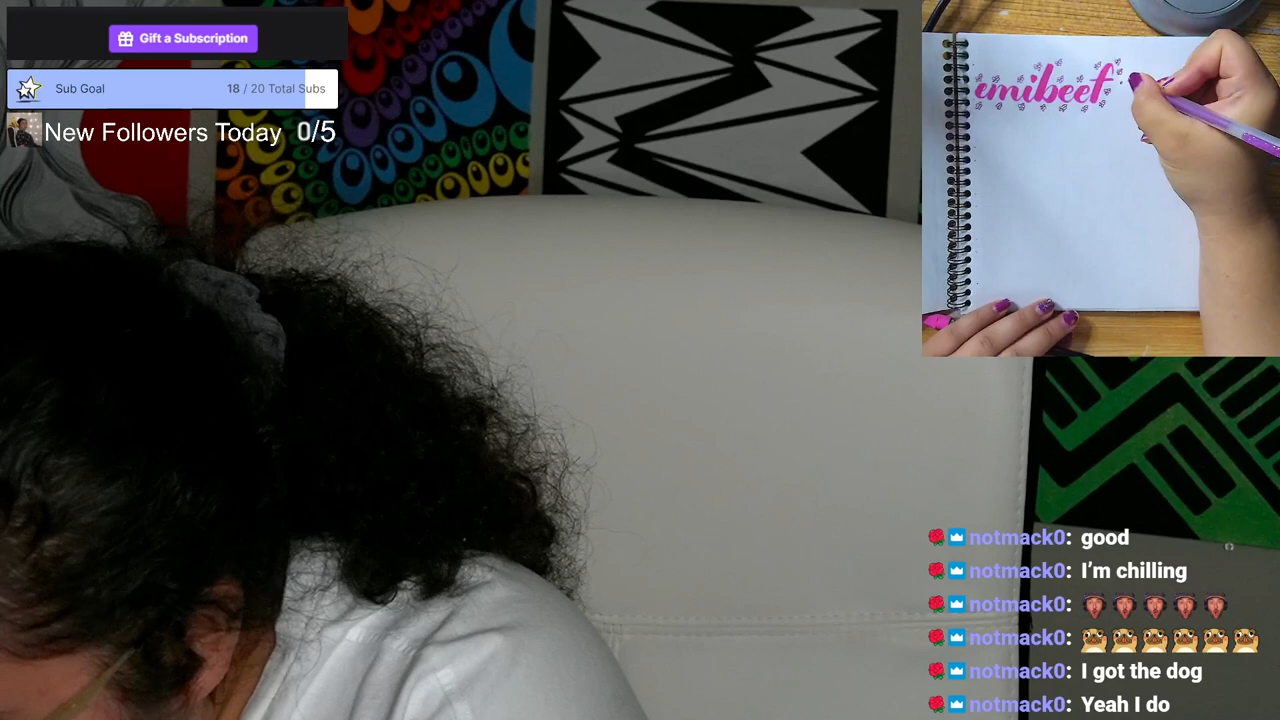 Gift a Subscription
Sub Goal 18 / 20 Total Subs
New Followers Today 0/5
emibeef
notmack0: good
notmack0: I'm chilling
notmack0:
notmack0:
notmack0: I got the dog
notmack0: Yeah I do